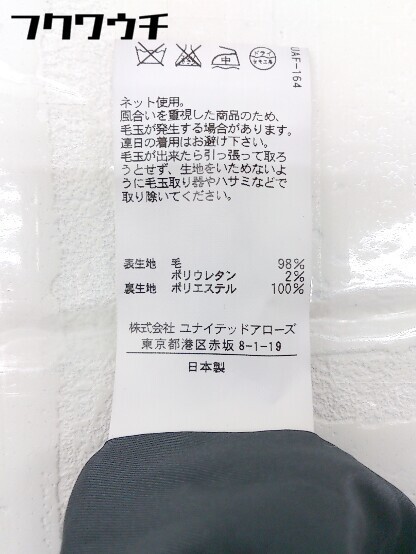 フクワウチ
UAF-164
中
ドライ
セキユ系
ネット使用。
風合いを重視した商品のため、
毛玉が発生する場合があります。
連日の着用はお避け下さい。
毛玉が出来たら引っ張って取ろ
うとせず、生地をいためないよ
うに毛玉取り器やハサミなどで
取り除いてください。
表生地 毛 98%
ポリウレタン 2%
裏生地 ポリエステル 100%
株式会社 ユナイテッドアローズ
東京都港区赤坂 8-1-19
日本製